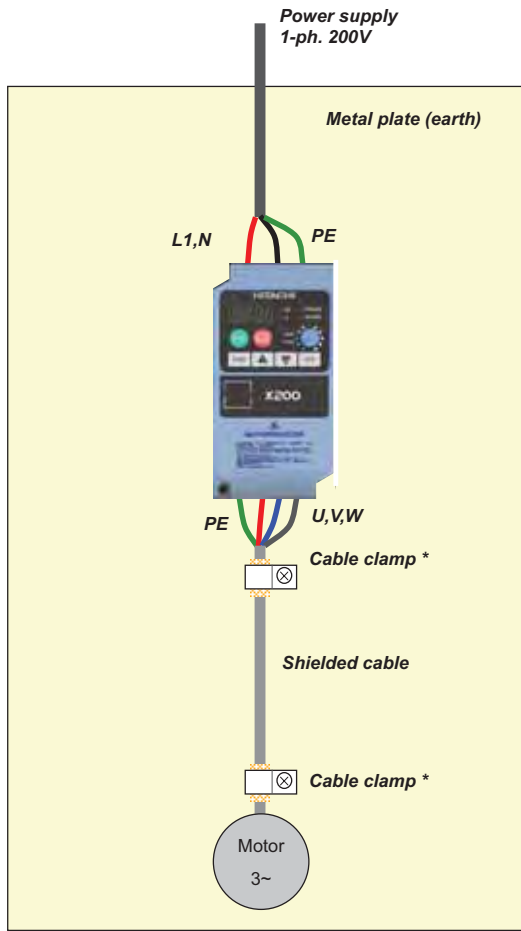 Power supply
1-ph. 200V
Metal plate (earth)
L1,N
PE
HITACHI
X200
PE
U,V,W
Cable clamp *
Shielded cable
Cable clamp *
Motor
3~